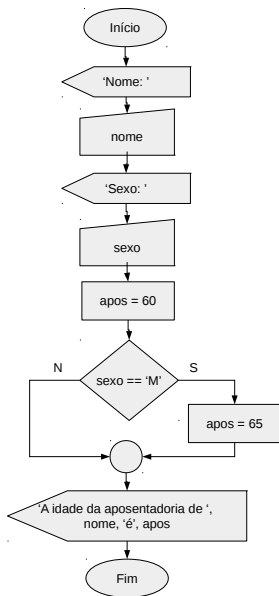 Início
‘Nome: ’
nome
‘Sexo: ’
sexo
apos = 60
N
S
sexo == ‘M’
apos = 65
‘A idade da aposentadoria de ‘,
nome, ‘é’, apos
Fim